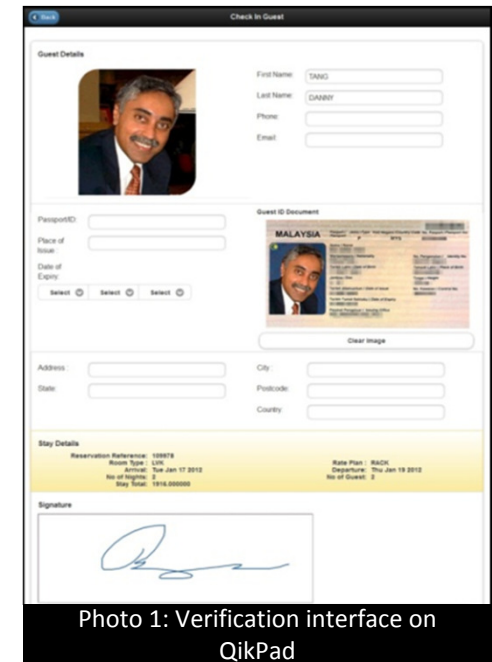 Back
Check In Guest
Guest Details
First Name: TANG
Last Name: DANNY
Phone:
Email:
Passport/ID:
Place of
Issue :
Date of
Expiry:
Select Select Select
Guest ID Document
MALAYSIA
Clear Image
Address :
City :
State:
Postcode:
Country:
Stay Details
Reservation Reference: 109878
Room Type : LVK
Rate Plan : RACK
Arrival: Tue Jan 17 2012
Departure: Thu Jan 19 2012
No of Nights: 2
No of Guest: 2
Stay Total: 1916.000000
Signature
Photo 1: Verification interface on
QikPad